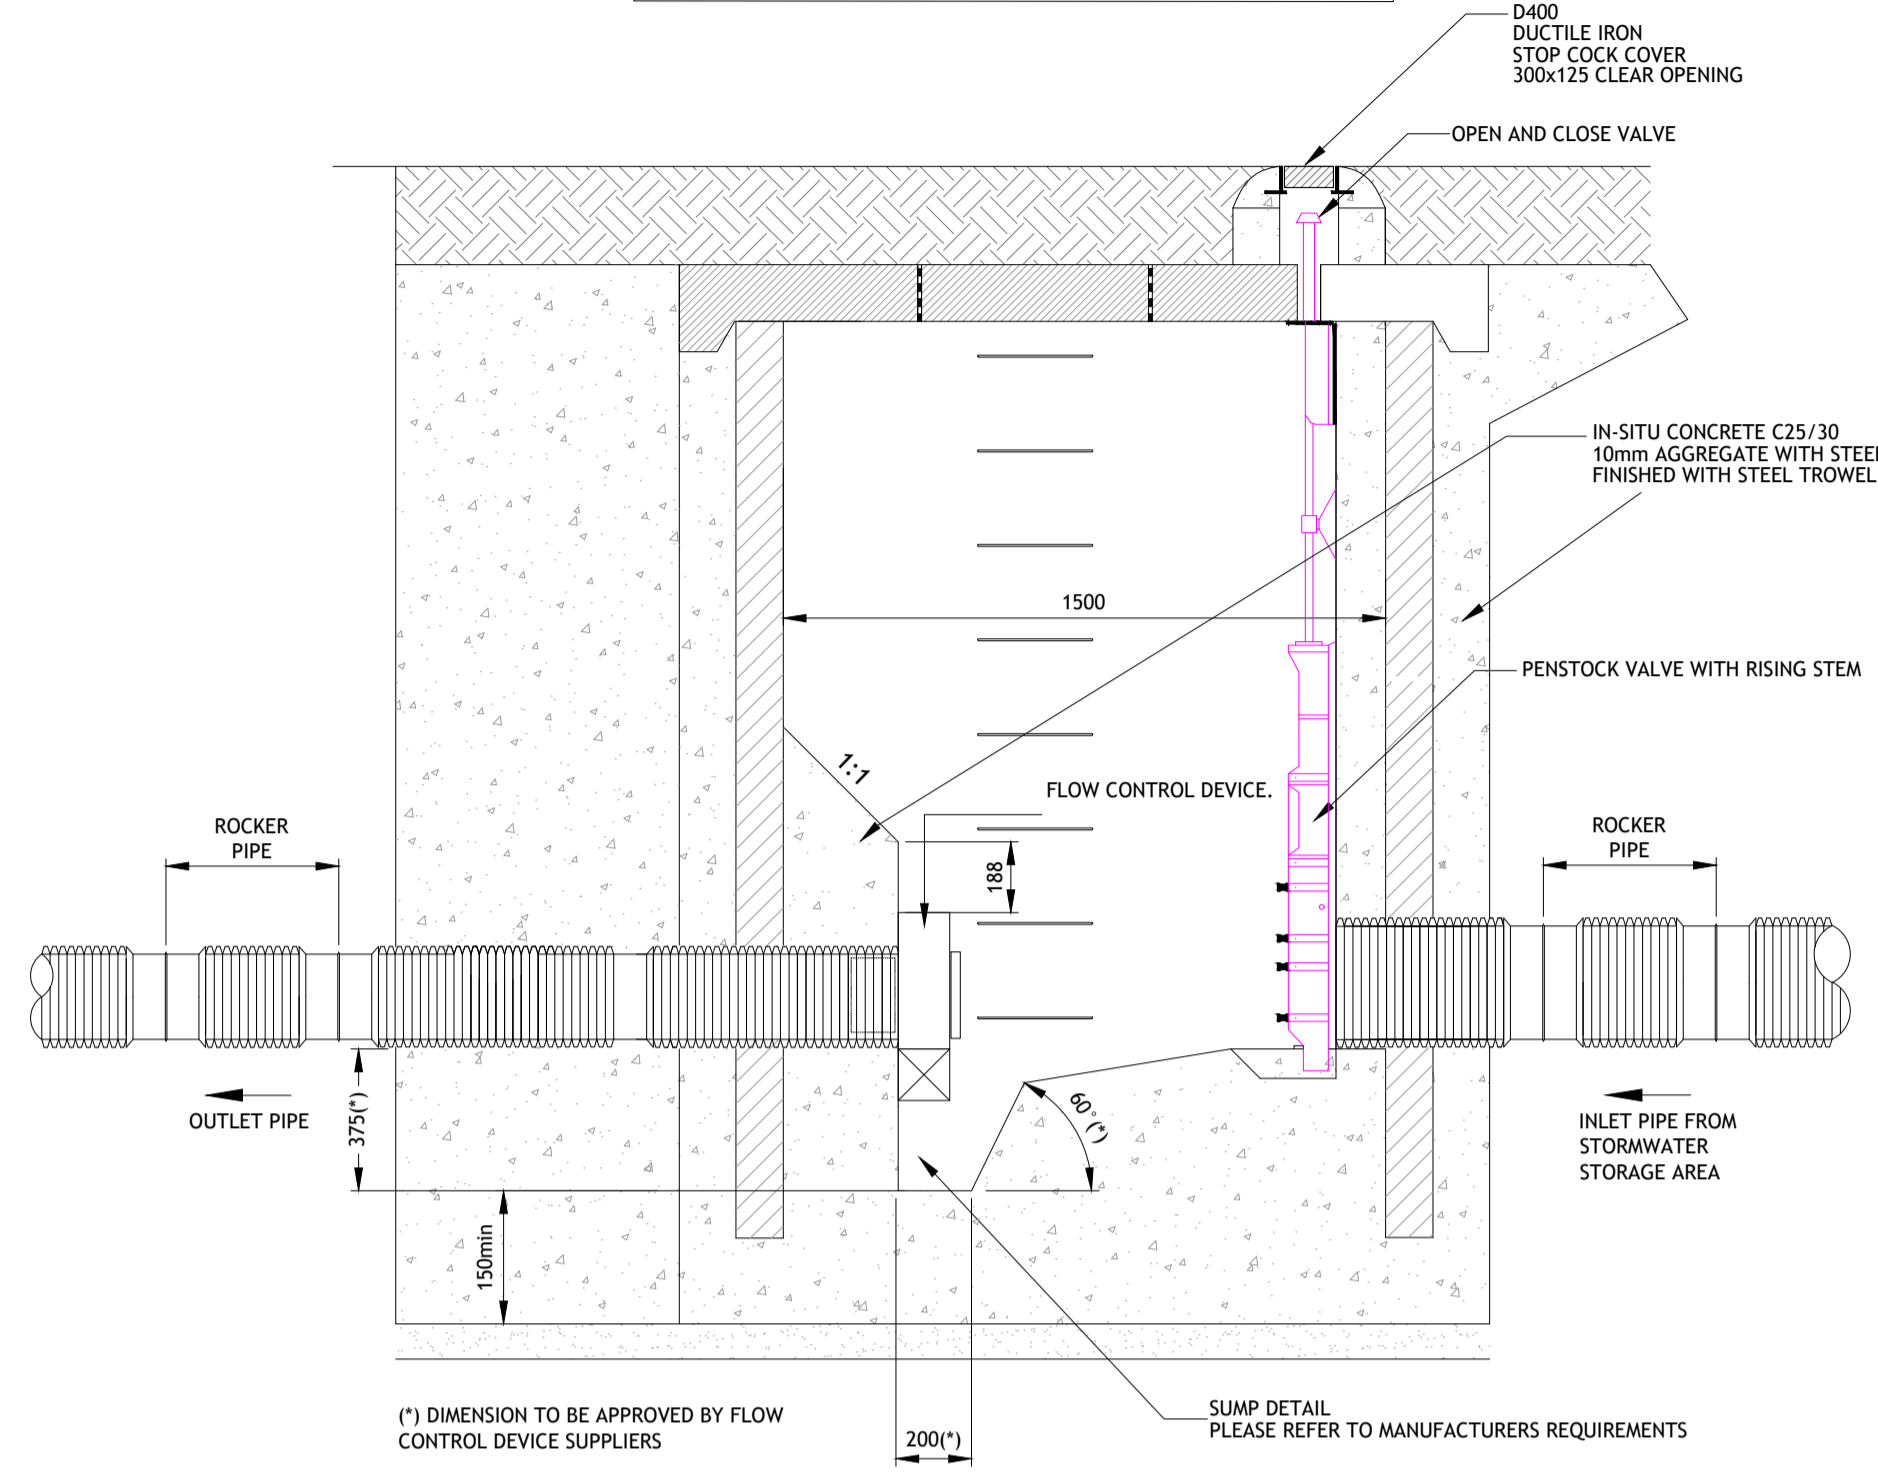 D400
DUCTILE IRON
STOP COCK COVER
300x125 CLEAR OPENING
OPEN AND CLOSE VALVE
IN-SITU CONCRETE C25/30
10mm AGGREGATE WITH STEEL
FINISHED WITH STEEL TROWEL
1500
PENSTOCK VALVE WITH RISING STEM
1:1
FLOW CONTROL DEVICE.
ROCKER
PIPE
188
ROCKER
PIPE
375(*)
OUTLET PIPE
60°(*)
INLET PIPE FROM
STORMWATER
STORAGE AREA
150min
(*) DIMENSION TO BE APPROVED BY FLOW
CONTROL DEVICE SUPPLIERS
200(*)
SUMP DETAIL
PLEASE REFER TO MANUFACTURERS REQUIREMENTS